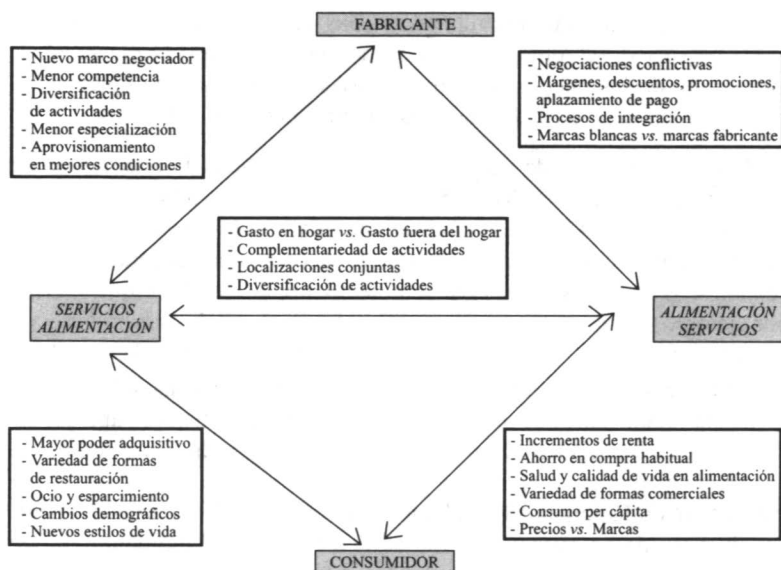 FABRICANTE
- Nuevo marco negociador
- Menor competencia
- Diversificación
de actividades
- Menor especialización
- Aprovisionamiento
en mejores condiciones
- Negociaciones conflictivas
- Márgenes, descuentos, promociones,
aplazamiento de pago
- Procesos de integración
- Marcas blancas vs. marcas fabricante
- Gasto en hogar vs. Gasto fuera del hogar
- Complementariedad de actividades
- Localizaciones conjuntas
- Diversificación de actividades
SERVICIOS
ALIMENTACIÓN
ALIMENTACIÓN
SERVICIOS
- Mayor poder adquisitivo
- Variedad de formas
de restauración
- Ocio y esparcimiento
- Cambios demográficos
- Nuevos estilos de vida
- Incrementos de renta
- Ahorro en compra habitual
- Salud y calidad de vida en alimentación
- Variedad de formas comerciales
- Consumo per cápita
- Precios vs. Marcas
CONSUMIDOR